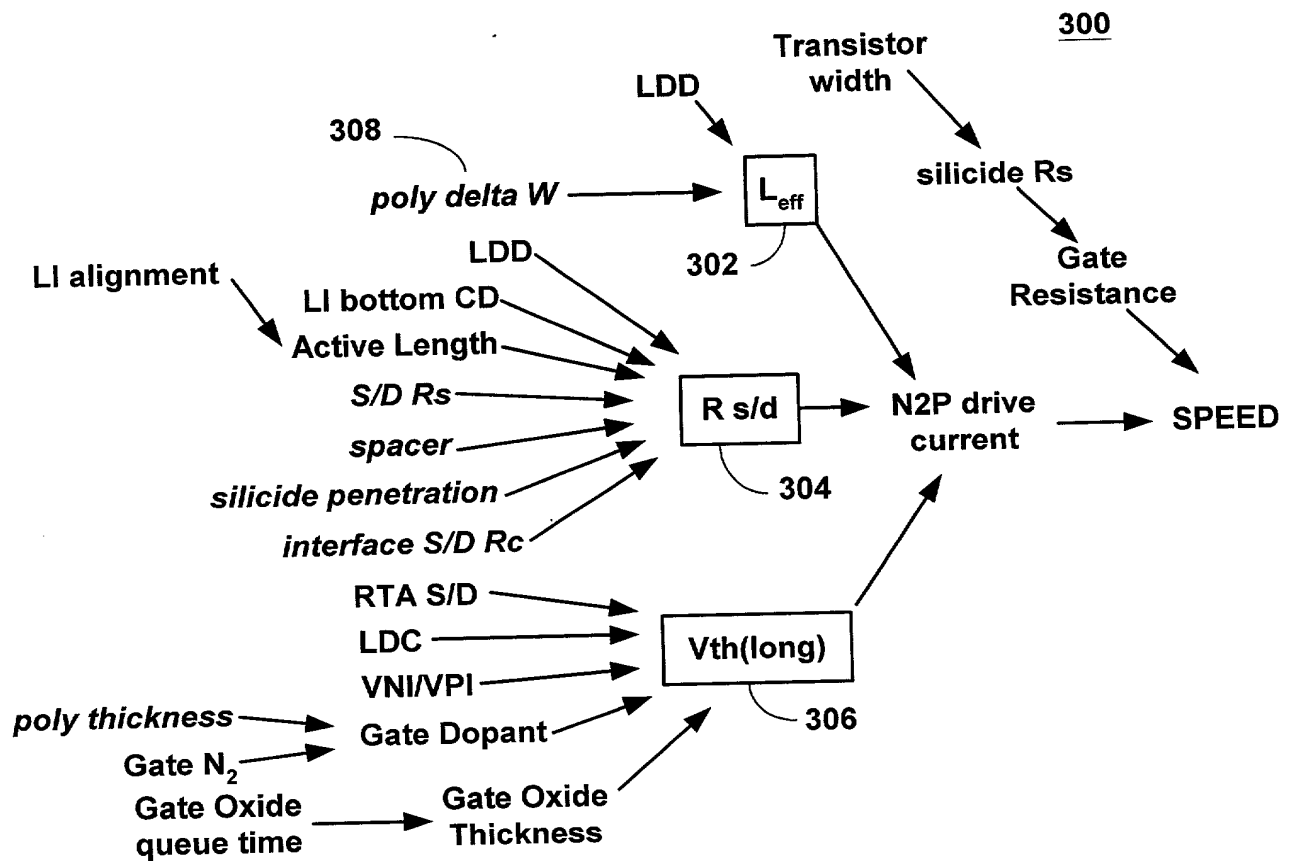 300
Transistor
width
LDD
308
silicide Rs
poly delta W
Leff
302
LDD
Gate
Resistance
LI alignment
LI bottom CD
Active Length
S/D Rs
R s/d
N2P drive
current
SPEED
spacer
304
silicide penetration
interface S/D Rc
RTA S/D
LDC
Vth(long)
VNI/VPI
306
poly thickness
Gate Dopant
Gate N2
Gate Oxide
queue time
Gate Oxide
Thickness